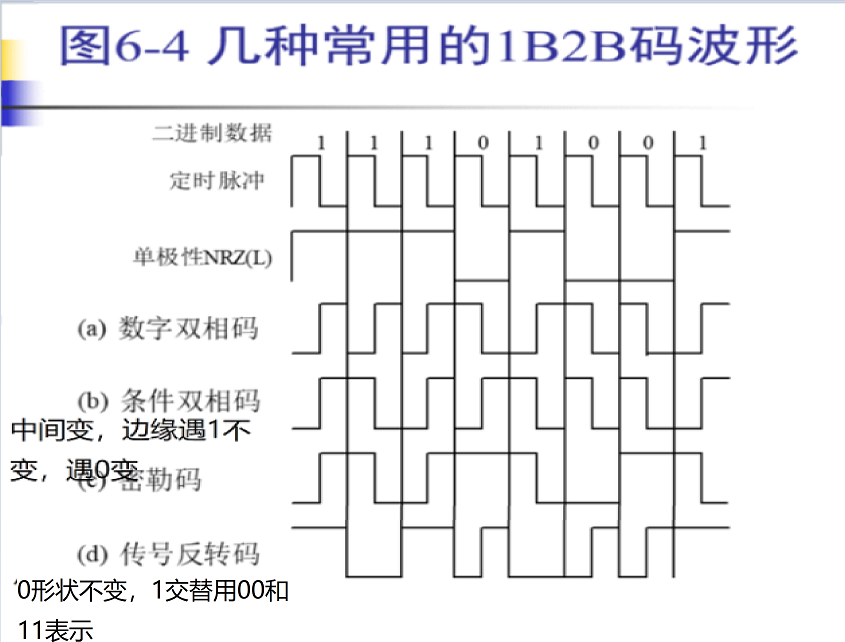 图6-4 几种常用的1B2B码波形
二进制数据 1 1 1 0 1 0 0 1
定时脉冲
单极性NRZ(L)
(a) 数字双相码
(b) 条件双相码
中间变，边缘遇1不
变，遇0变
(c) 密勒码
(d) 传号反转码
'0形状不变，1交替用00和
11表示